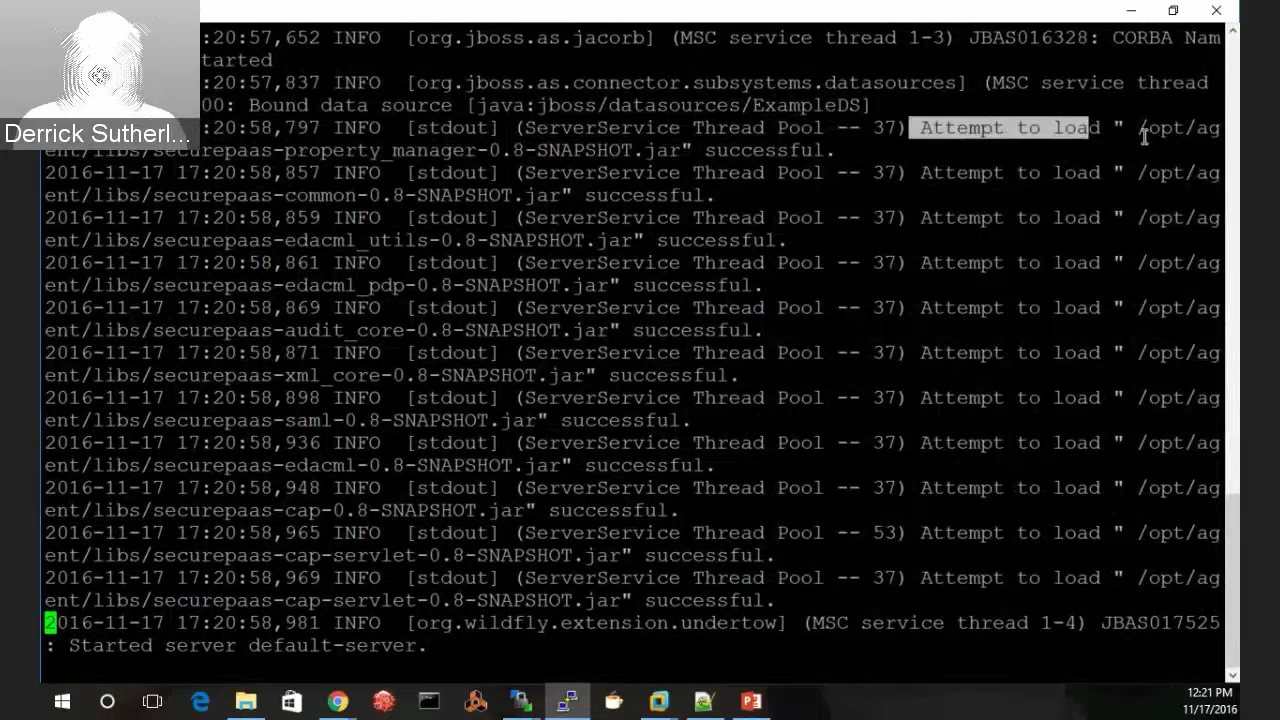 :20:57,652 INFO  [org.jboss.as.jacorb] (MSC service thread 1-3) JBAS016328: CORBA Nam
tarted
:20:57,837 INFO  [org.jboss.as.connector.subsystems.datasources] (MSC service thread
00: Bound data source [java:jboss/datasources/ExampleDS]
Derrick Sutherl...
:20:58,797 INFO  [stdout] (ServerService Thread Pool -- 37) Attempt to load " /opt/ag
ent/libs/securepaas-property_manager-0.8-SNAPSHOT.jar" successful.
2016-11-17 17:20:58,857 INFO  [stdout] (ServerService Thread Pool -- 37) Attempt to load " /opt/ag
ent/libs/securepaas-common-0.8-SNAPSHOT.jar" successful.
2016-11-17 17:20:58,859 INFO  [stdout] (ServerService Thread Pool -- 37) Attempt to load " /opt/ag
ent/libs/securepaas-edacml_utils-0.8-SNAPSHOT.jar" successful.
2016-11-17 17:20:58,861 INFO  [stdout] (ServerService Thread Pool -- 37) Attempt to load " /opt/ag
ent/libs/securepaas-edacml_pdp-0.8-SNAPSHOT.jar" successful.
2016-11-17 17:20:58,869 INFO  [stdout] (ServerService Thread Pool -- 37) Attempt to load " /opt/ag
ent/libs/securepaas-audit_core-0.8-SNAPSHOT.jar" successful.
2016-11-17 17:20:58,871 INFO  [stdout] (ServerService Thread Pool -- 37) Attempt to load " /opt/ag
ent/libs/securepaas-xml_core-0.8-SNAPSHOT.jar" successful.
2016-11-17 17:20:58,898 INFO  [stdout] (ServerService Thread Pool -- 37) Attempt to load " /opt/ag
ent/libs/securepaas-saml-0.8-SNAPSHOT.jar" successful.
2016-11-17 17:20:58,936 INFO  [stdout] (ServerService Thread Pool -- 37) Attempt to load " /opt/ag
ent/libs/securepaas-edacml-0.8-SNAPSHOT.jar" successful.
2016-11-17 17:20:58,948 INFO  [stdout] (ServerService Thread Pool -- 37) Attempt to load " /opt/ag
ent/libs/securepaas-cap-0.8-SNAPSHOT.jar" successful.
2016-11-17 17:20:58,965 INFO  [stdout] (ServerService Thread Pool -- 53) Attempt to load " /opt/ag
ent/libs/securepaas-cap-servlet-0.8-SNAPSHOT.jar" successful.
2016-11-17 17:20:58,969 INFO  [stdout] (ServerService Thread Pool -- 37) Attempt to load " /opt/ag
ent/libs/securepaas-cap-servlet-0.8-SNAPSHOT.jar" successful.
2016-11-17 17:20:58,981 INFO  [org.wildfly.extension.undertow] (MSC service thread 1-4) JBAS017525
: Started server default-server.
12:21 PM
11/17/2016